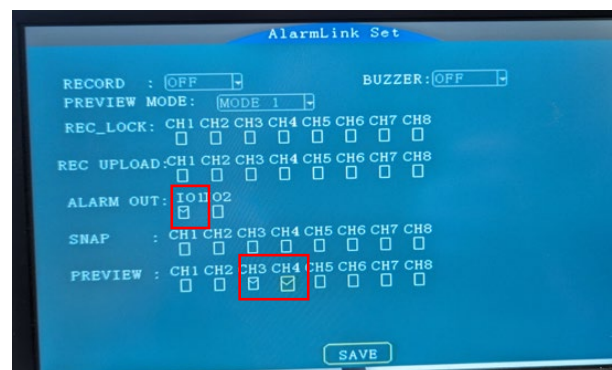 AlarmLink Set
RECORD : OFF BUZZER: OFF
PREVIEW MODE: MODE 1
REC_LOCK: CH1 CH2 CH3 CH4 CH5 CH6 CH7 CH8
REC UPLOAD: CH1 CH2 CH3 CH4 CH5 CH6 CH7 CH8
ALARM OUT: IO1 IO2
SNAP : CH1 CH2 CH3 CH4 CH5 CH6 CH7 CH8
PREVIEW : CH1 CH2 CH3 CH4 CH5 CH6 CH7 CH8
SAVE